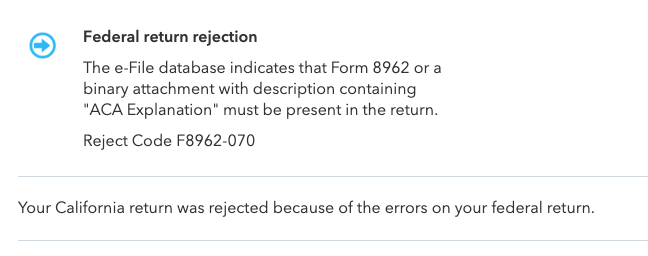 Federal return rejection
The e-File database indicates that Form 8962 or a
binary attachment with description containing
"ACA Explanation" must be present in the return.
Reject Code F8962-070
Your California return was rejected because of the errors on your federal return.